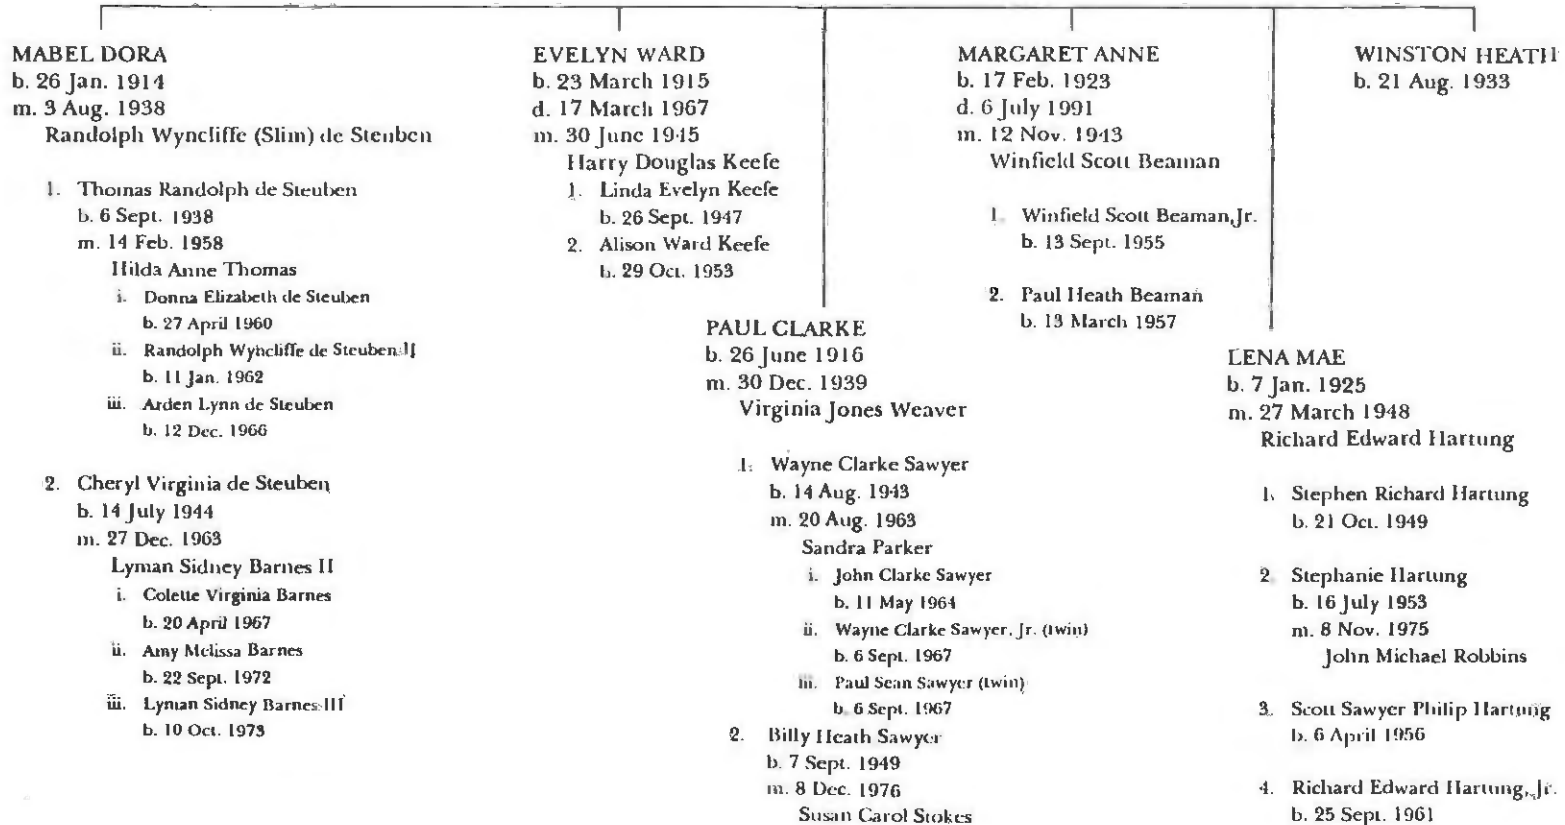 MABEL DORA
b. 26 Jan. 1914
m. 3 Aug. 1938
Randolph Wyncliffe (Slim) de Steuben
1. Thomas Randolph de Steuben
b. 6 Sept. 1938
m. 14 Feb. 1958
Hilda Anne Thomas
i. Donna Elizabeth de Steuben
b. 27 April 1960
ii. Randolph Wyncliffe de Steuben II
b. 11 Jan. 1962
iii. Arden Lynn de Steuben
b. 12 Dec. 1966
2. Cheryl Virginia de Steuben
b. 14 July 1944
m. 27 Dec. 1963
Lyman Sidney Barnes II
i. Colette Virginia Barnes
b. 20 April 1967
ii. Amy Melissa Barnes
b. 22 Sept. 1972
iii. Lyman Sidney Barnes III
b. 10 Oct. 1973
EVELYN WARD
b. 23 March 1915
d. 17 March 1967
m. 30 June 1945
Harry Douglas Keefe
1. Linda Evelyn Keefe
b. 26 Sept. 1947
2. Alison Ward Keefe
b. 29 Oct. 1953
PAUL CLARKE
b. 26 June 1916
m. 30 Dec. 1939
Virginia Jones Weaver
1. Wayne Clarke Sawyer
b. 14 Aug. 1943
m. 20 Aug. 1963
Sandra Parker
i. John Clarke Sawyer
b. 11 May 1964
ii. Wayne Clarke Sawyer, Jr. (twin)
b. 6 Sept. 1967
iii. Paul Sean Sawyer (twin)
b. 6 Sept. 1967
2. Billy Heath Sawyer
b. 7 Sept. 1949
m. 8 Dec. 1976
Susan Carol Stokes
MARGARET ANNE
b. 17 Feb. 1923
d. 6 July 1991
m. 12 Nov. 1943
Winfield Scott Beaman
1. Winfield Scott Beaman, Jr.
b. 13 Sept. 1955
2. Paul Heath Beaman
b. 13 March 1957
LENA MAE
b. 7 Jan. 1925
m. 27 March 1948
Richard Edward Hartung
1. Stephen Richard Hartung
b. 21 Oct. 1949
2. Stephanie Hartung
b. 16 July 1953
m. 8 Nov. 1975
John Michael Robbins
3. Scott Sawyer Philip Hartung
b. 6 April 1956
4. Richard Edward Hartung, Jr.
b. 25 Sept. 1961
WINSTON HEATH
b. 21 Aug. 1933